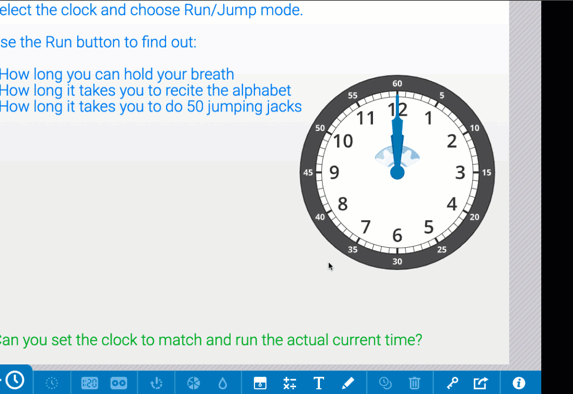 elect the clock and choose Run/Jump mode.
se the Run button to find out:
How long you can hold your breath
How long it takes you to recite the alphabet
How long it takes you to do 50 jumping jacks
60
55 5
12
11 1
50 10
10 2
45 9 3 15
8 4
40 20
7 5
6
35 25
30
an you set the clock to match and run the actual current time?
T
i